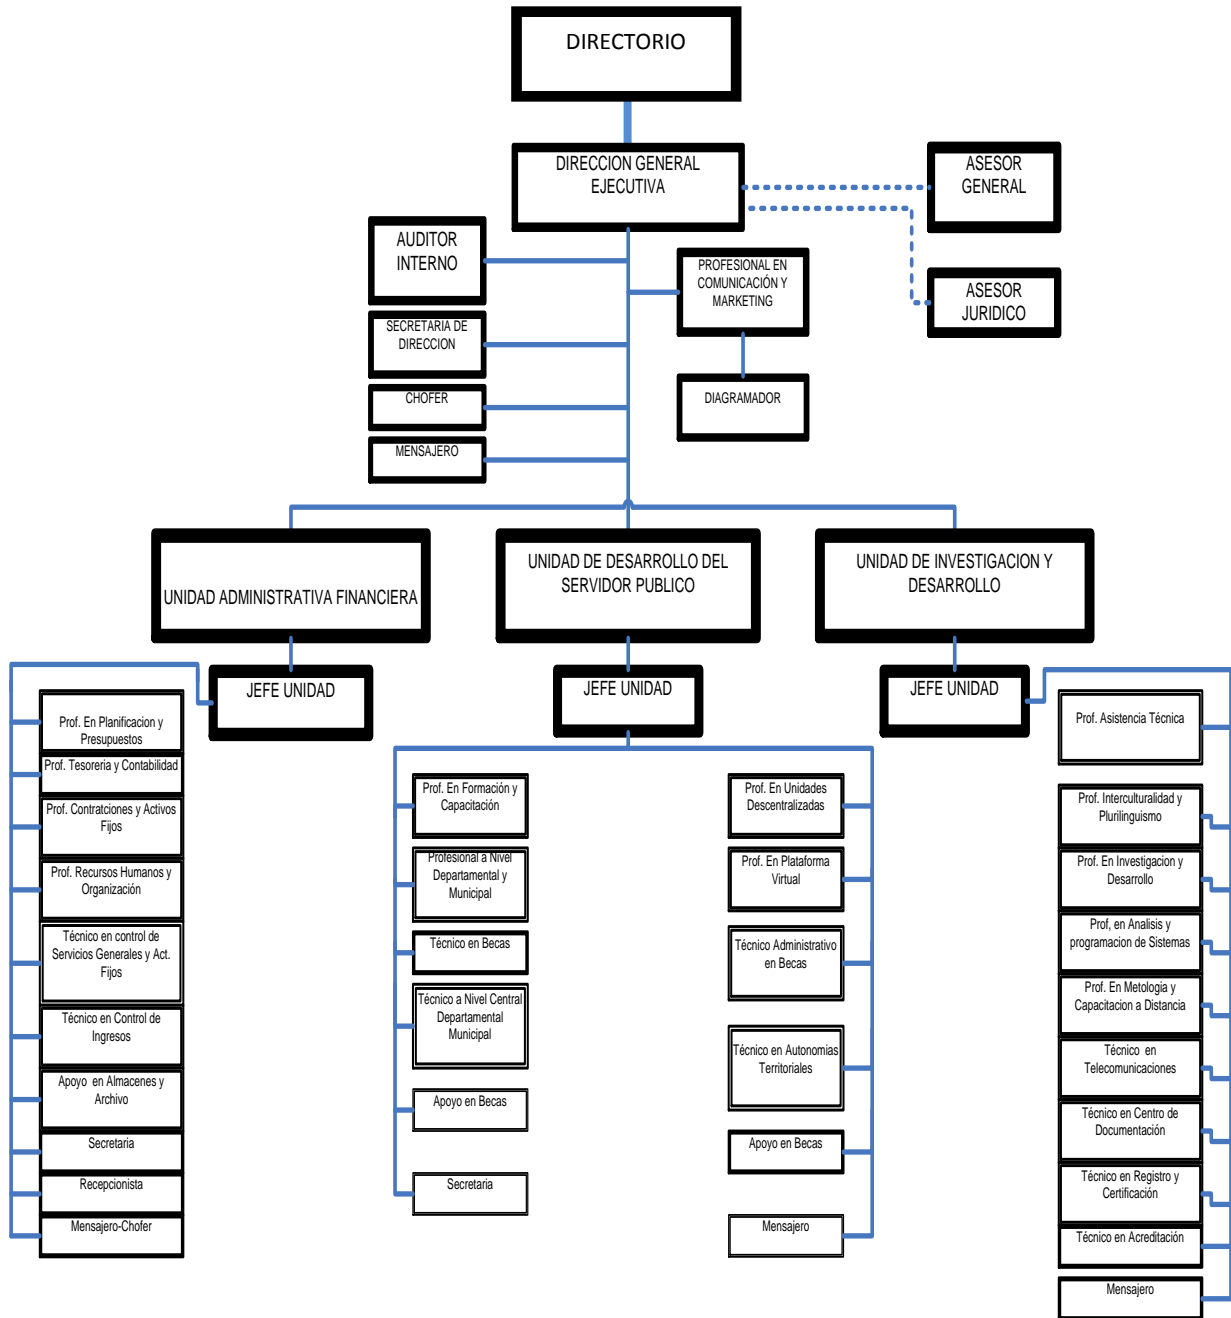 DIRECTORIO
DIRECCION GENERAL
EJECUTIVA
ASESOR
GENERAL
AUDITOR
INTERNO
PROFESIONAL EN
COMUNICACIÓN Y
MARKETING
ASESOR
JURIDICO
SECRETARIA DE
DIRECCION
CHOFER
DIAGRAMADOR
MENSAJERO
UNIDAD ADMINISTRATIVA FINANCIERA
UNIDAD DE DESARROLLO DEL
SERVIDOR PUBLICO
UNIDAD DE INVESTIGACION Y
DESARROLLO
JEFE UNIDAD
JEFE UNIDAD
JEFE UNIDAD
Prof. En Planificacion y
Presupuestos
Prof. Tesoreria y Contabilidad
Prof. Contratciones y Activos
Fijos
Prof. Recursos Humanos y
Organización
Técnico en control de
Servicios Generales y Act.
Fijos
Técnico en Control de
Ingresos
Apoyo en Almacenes y
Archivo
Secretaria
Recepcionista
Mensajero-Chofer
Prof. En Formación y
Capacitación
Profesional a Nivel
Departamental y
Municipal
Técnico en Becas
Técnico a Nivel Central
Departamental
Municipal
Apoyo en Becas
Secretaria
Prof. En Unidades
Descentralizadas
Prof. En Plataforma
Virtual
Técnico Administrativo
en Becas
Técnico en Autonomias
Territoriales
Apoyo en Becas
Mensajero
Prof. Asistencia Técnica
Prof. Interculturalidad y
Plurilinguismo
Prof. En Investigacion y
Desarrollo
Prof, en Analisis y
programacion de Sistemas
Prof. En Metologia y
Capacitacion a Distancia
Técnico en
Telecomunicaciones
Técnico en Centro de
Documentación
Técnico en Registro y
Certificación
Técnico en Acreditación
Mensajero